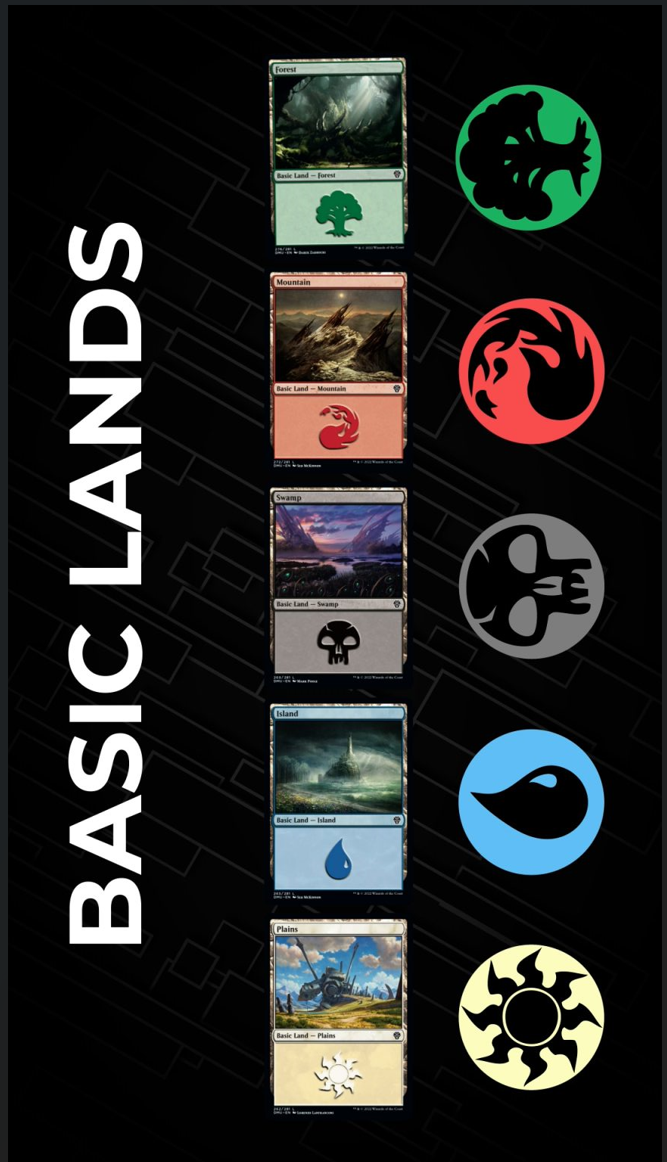 BASIC LANDS
Forest
Basic Land — Forest
Mountain
Basic Land — Mountain
Swamp
Basic Land — Swamp
Island
Basic Land — Island
Plains
Basic Land — Plains